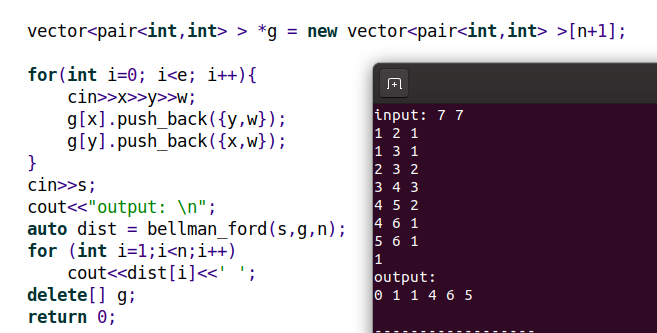 vector<pair<int,int> > *g = new vector<pair<int,int> >[n+1];
for(int i=0; i<e; i++){
cin>>x>>y>>w;
g[x].push_back({y,w});
g[y].push_back({x,w});
}
cin>>s;
cout<<"output: \n";
auto dist = bellman_ford(s,g,n);
for (int i=1;i<n;i++)
cout<<dist[i]<<' ';
delete[] g;
return 0;
input: 7 7
1 2 1
1 3 1
2 3 2
3 4 3
4 5 2
4 6 1
5 6 1
1
output:
0 1 1 4 6 5
------------------